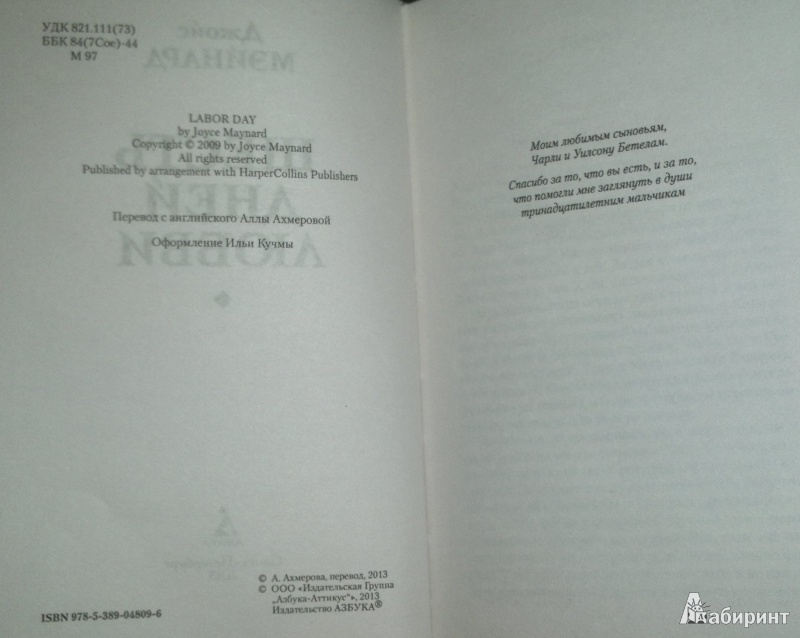 УДК 821.111(73)
ББК 84(7Сое)-44
М 97
LABOR DAY
by Joyce Maynard
Copyright © 2009 by Joyce Maynard
All rights reserved
Published by arrangement with HarperCollins Publishers
Перевод с английского Аллы Ахмеровой
Оформление Ильи Кучмы
© А. Ахмерова, перевод, 2013
© ООО «Издательская Группа
„Азбука-Аттикус“», 2013
Издательство АЗБУКА®
ISBN 978-5-389-04809-6
Моим любимым сыновьям,
Чарли и Уилсону Бетелам.
Спасибо за то, что вы есть, и за то,
что помогли мне заглянуть в души
тринадцатилетним мальчикам
Лабиринт